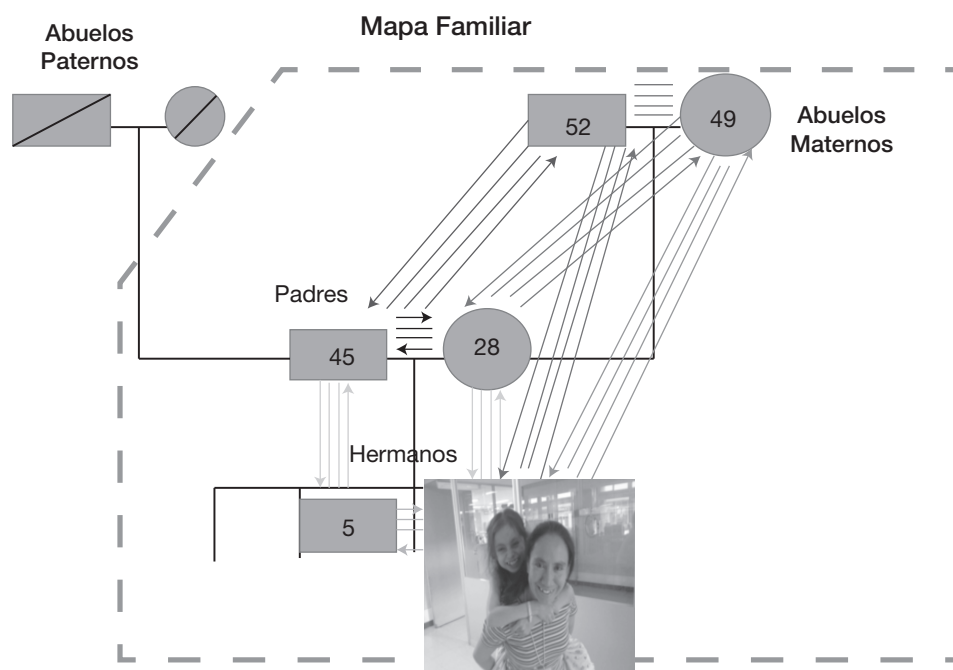 Mapa Familiar
Abuelos
Paternos
52
49
Abuelos
Maternos
Padres
45
28
Hermanos
5